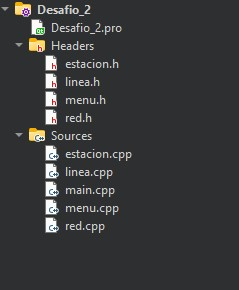 Desafio_2
Desafio_2.pro
Headers
estacion.h
linea.h
menu.h
red.h
Sources
estacion.cpp
linea.cpp
main.cpp
menu.cpp
red.cpp